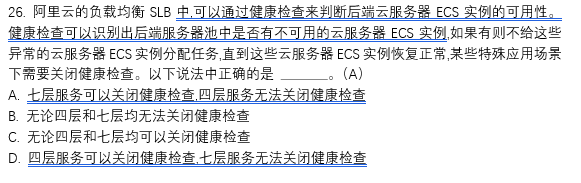 26. 阿里云的负载均衡 SLB 中,可以通过健康检查来判断后端云服务器 ECS 实例的可用性。
健康检查可以识别出后端服务器池中是否有不可用的云服务器 ECS 实例,如果有则不给这些
异常的云服务器 ECS 实例分配任务,直到这些云服务器 ECS 实例恢复正常,某些特殊应用场景
下需要关闭健康检查。以下说法中正确的是 ______。(A)
A. 七层服务可以关闭健康检查,四层服务无法关闭健康检查
B. 无论四层和七层均无法关闭健康检查
C. 无论四层和七层均可以关闭健康检查
D. 四层服务可以关闭健康检查,七层服务无法关闭健康检查